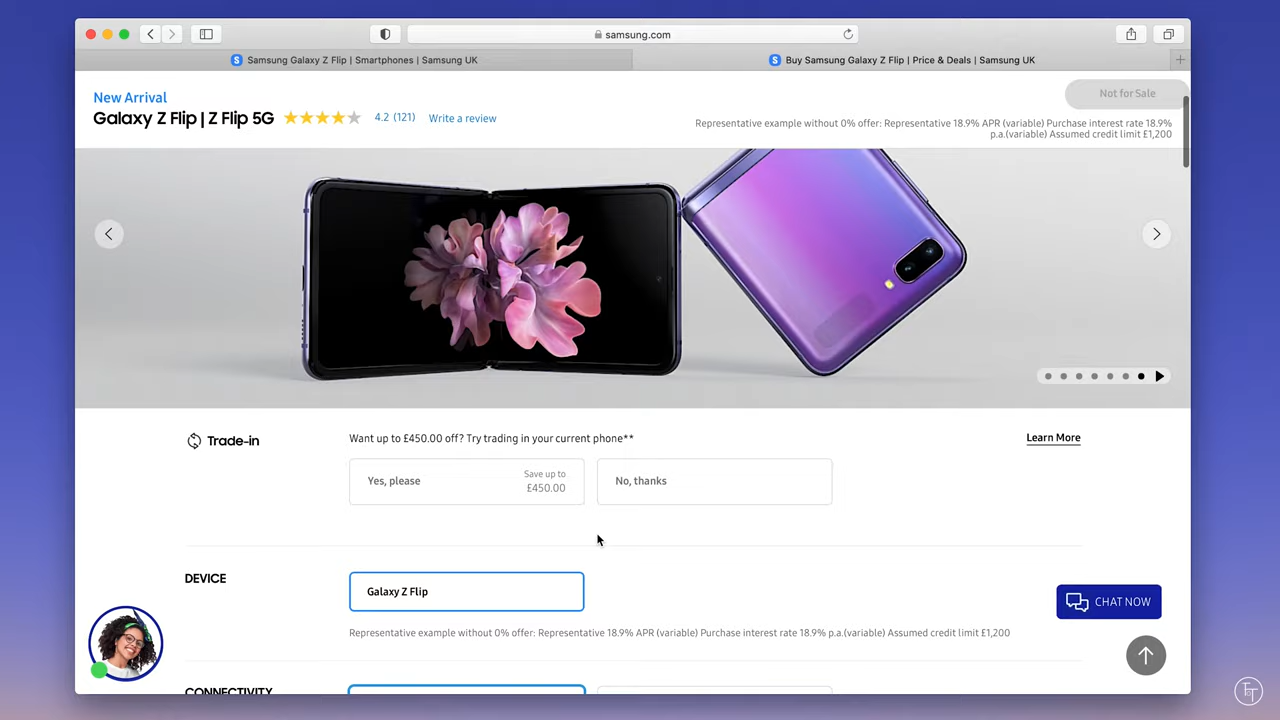 samsung.com
Samsung Galaxy Z Flip | Smartphones | Samsung UK
Buy Samsung Galaxy Z Flip | Price & Deals | Samsung UK
New Arrival
Galaxy Z Flip | Z Flip 5G
4.2 (121)
Write a review
Not for Sale
Representative example without 0% offer: Representative 18.9% APR (variable) Purchase interest rate 18.9%
p.a.(variable) Assumed credit limit £1,200
Trade-in
Want up to £450.00 off? Try trading in your current phone**
Learn More
Yes, please
Save up to
£450.00
No, thanks
DEVICE
Galaxy Z Flip
CHAT NOW
Representative example without 0% offer: Representative 18.9% APR (variable) Purchase interest rate 18.9% p.a.(variable) Assumed credit limit £1,200
CONNECTIVITY